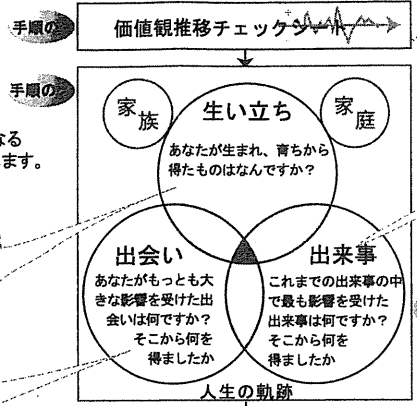 手順の
価値観推移チェックシート
手順の
家族
生い立ち
家庭
なる
ます。
あなたが生まれ、育ちから
得たものはなんですか？
出会い
あなたがもっとも大
きな影響を受けた出
会いは何ですか？
そこから何を
得ましたか
出来事
これまでの出来事の中
で最も影響を受けた
出来事は何ですか？
そこから何を
得ましたか
人生の軌跡